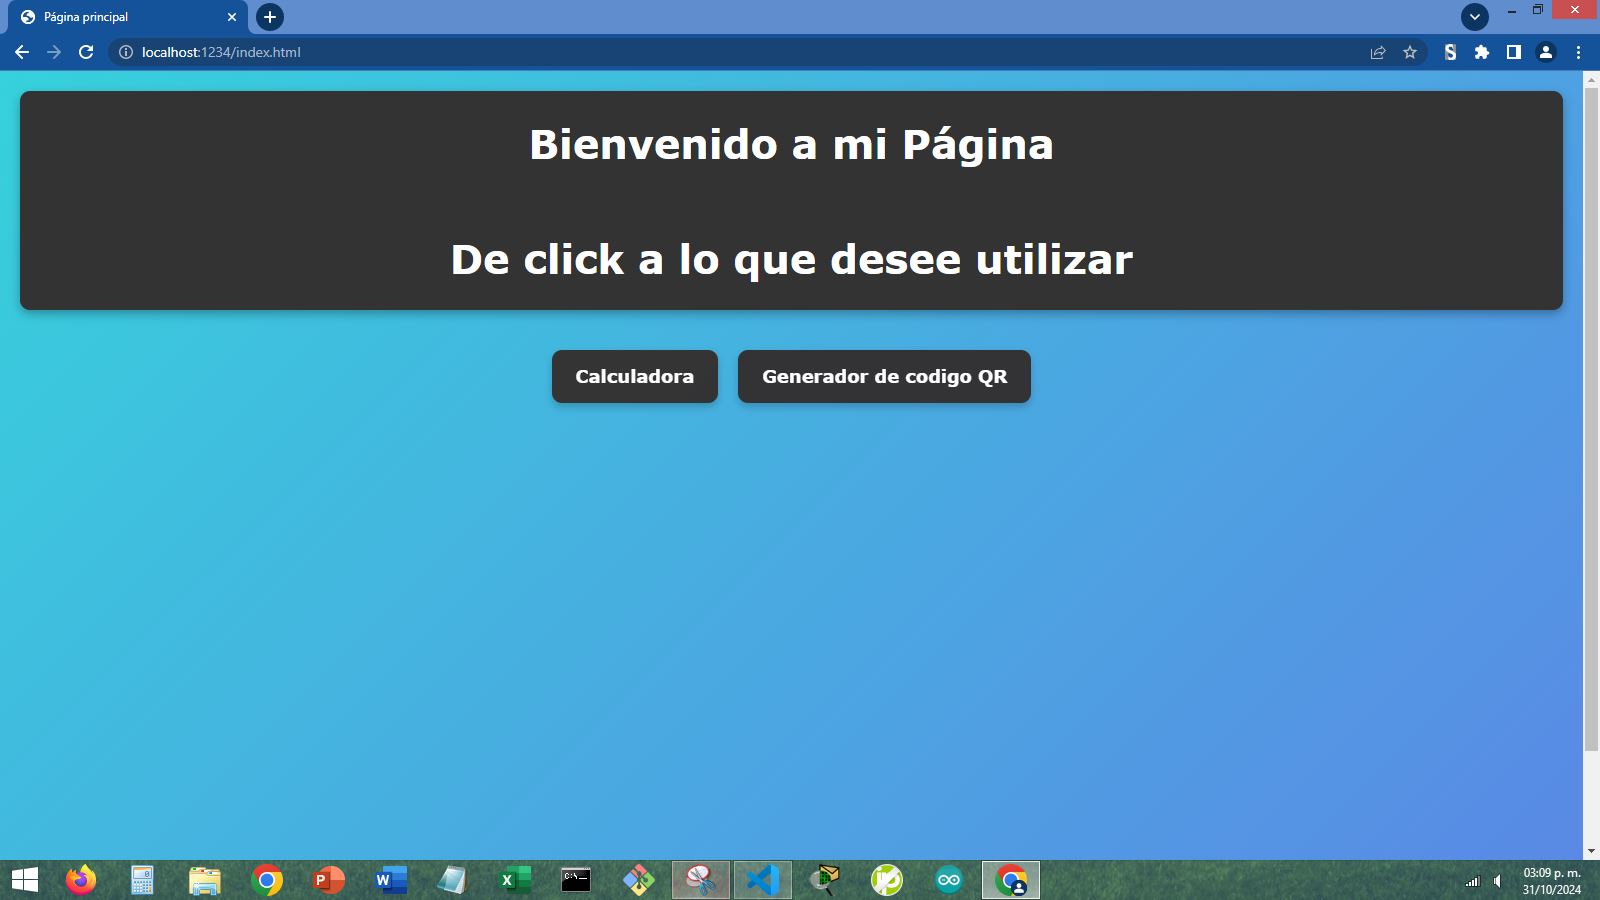 Página principal
localhost:1234/index.html
Bienvenido a mi Página
De click a lo que desee utilizar
Calculadora
Generador de codigo QR
03:09 p. m.
31/10/2024